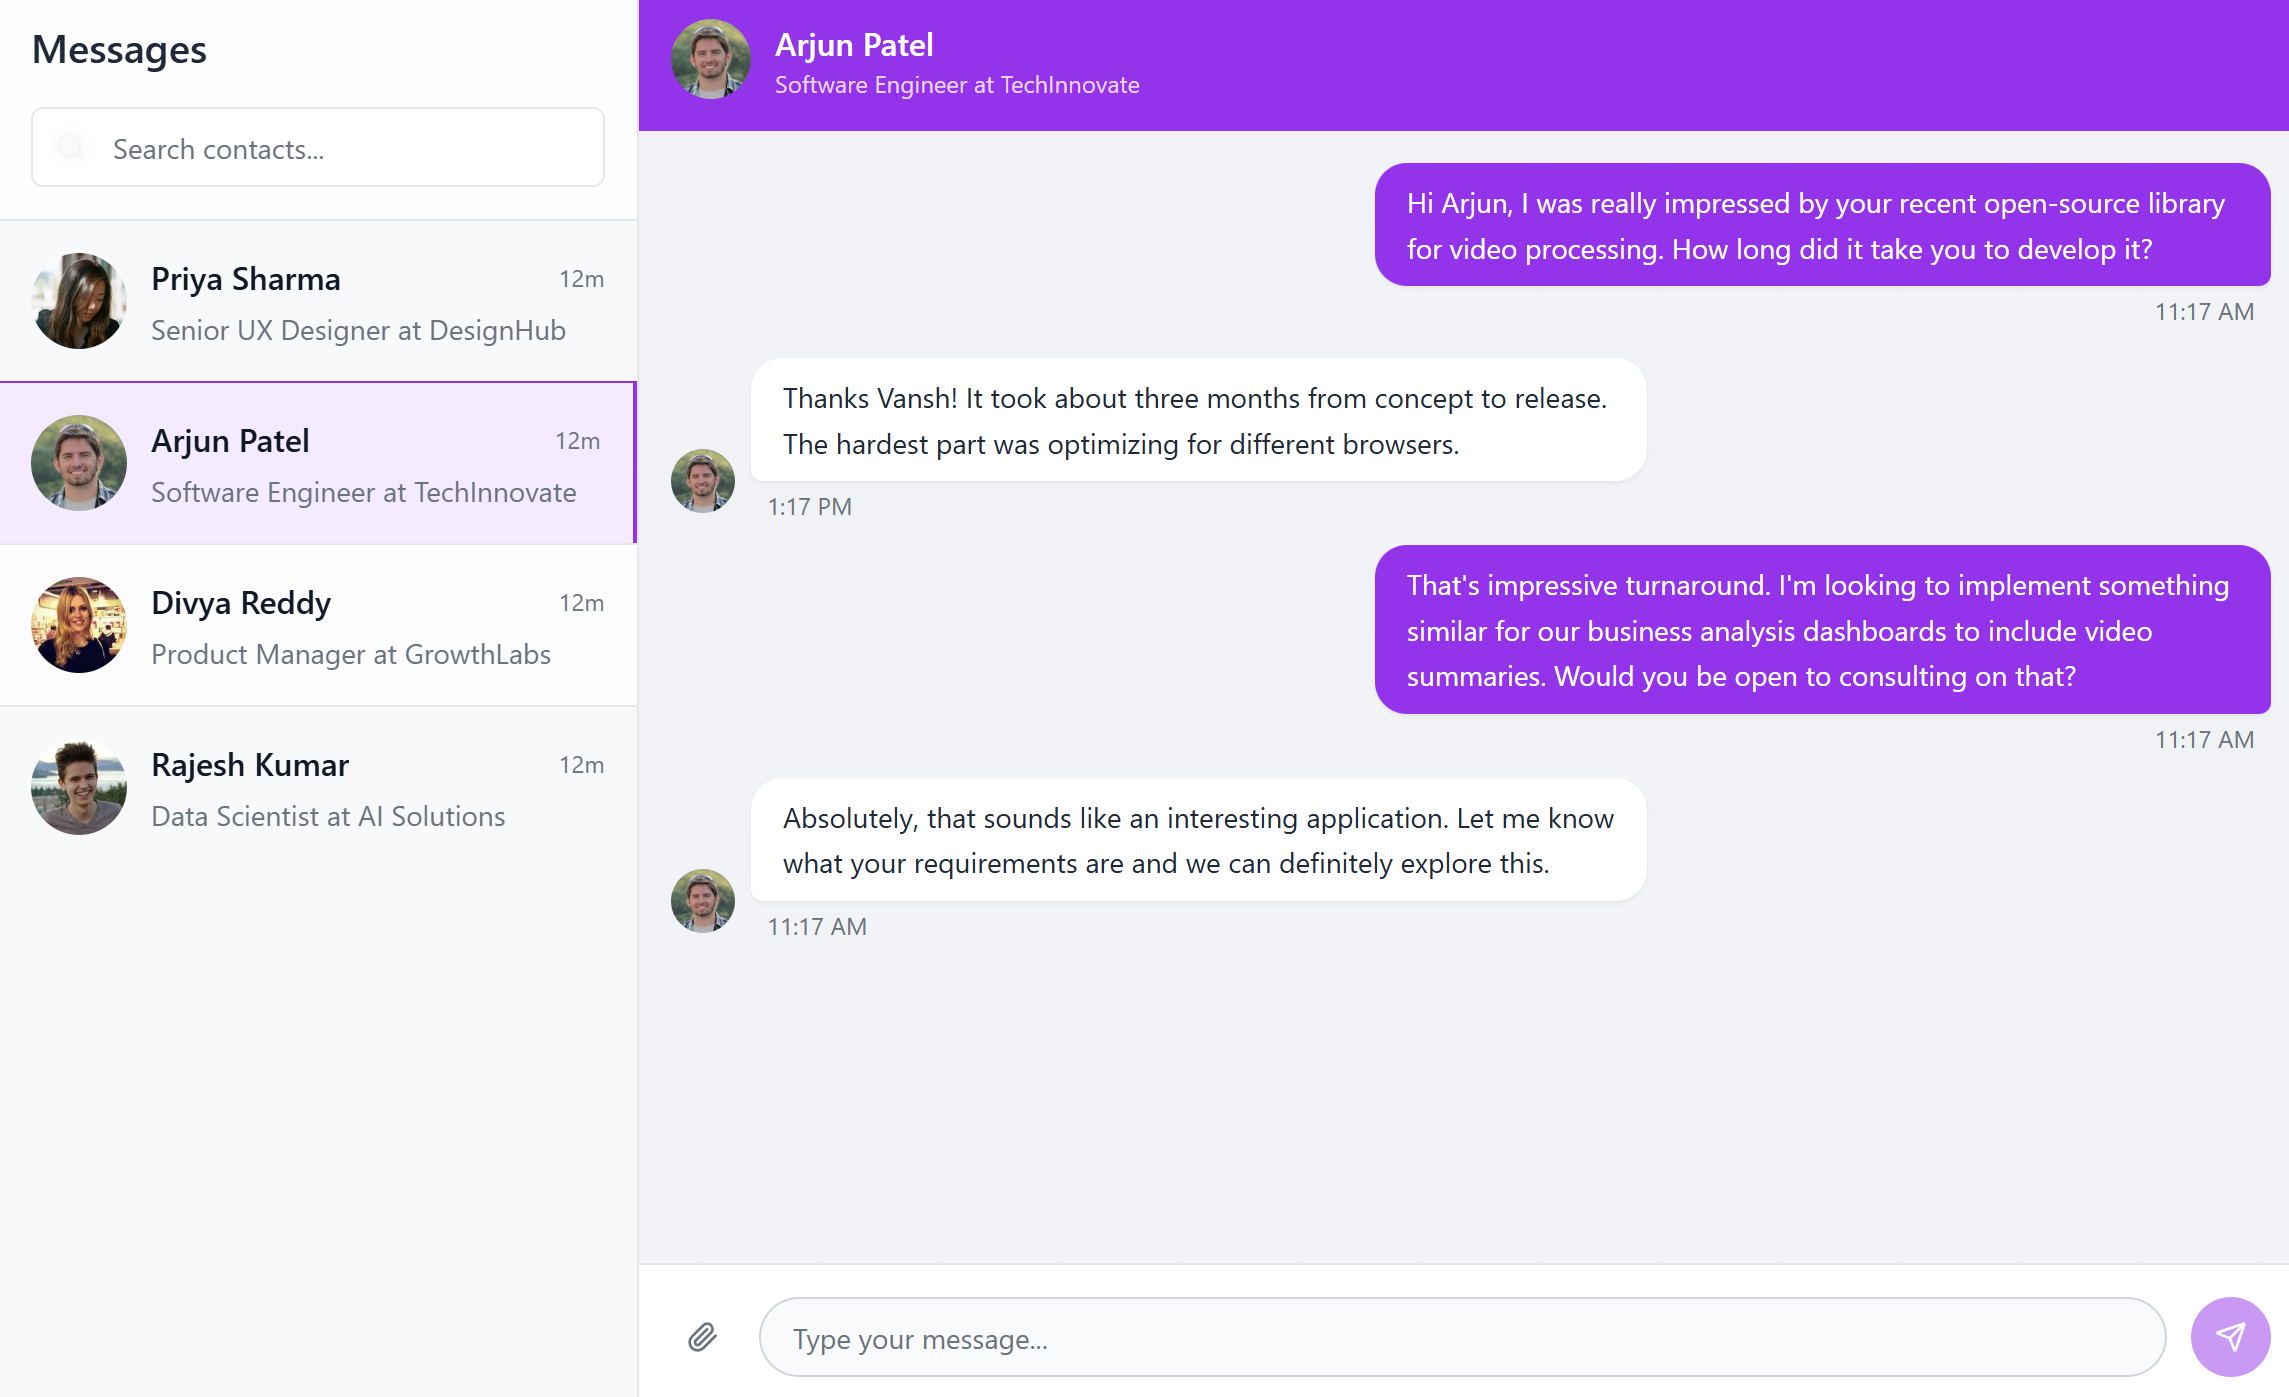 Messages
Search contacts...
Priya Sharma
12m
Senior UX Designer at DesignHub
Arjun Patel
12m
Software Engineer at TechInnovate
Divya Reddy
12m
Product Manager at GrowthLabs
Rajesh Kumar
12m
Data Scientist at AI Solutions
Arjun Patel
Software Engineer at TechInnovate
Hi Arjun, I was really impressed by your recent open-source library
for video processing. How long did it take you to develop it?
11:17 AM
Thanks Vansh! It took about three months from concept to release.
The hardest part was optimizing for different browsers.
1:17 PM
That's impressive turnaround. I'm looking to implement something
similar for our business analysis dashboards to include video
summaries. Would you be open to consulting on that?
11:17 AM
Absolutely, that sounds like an interesting application. Let me know
what your requirements are and we can definitely explore this.
11:17 AM
Type your message...